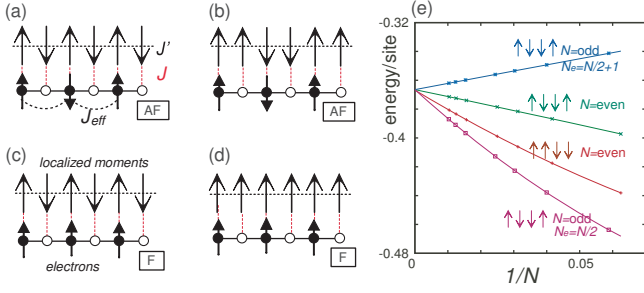 (a)
(b)
J'
J
J_eff
AF
AF
(c)
localized moments
(d)
electrons
F
F
(e)
energy/site
-0.32
-0.4
-0.48
N=odd
N_e=N/2+1
N=even
N=even
N=odd
N_e=N/2
0
0.05
1/N